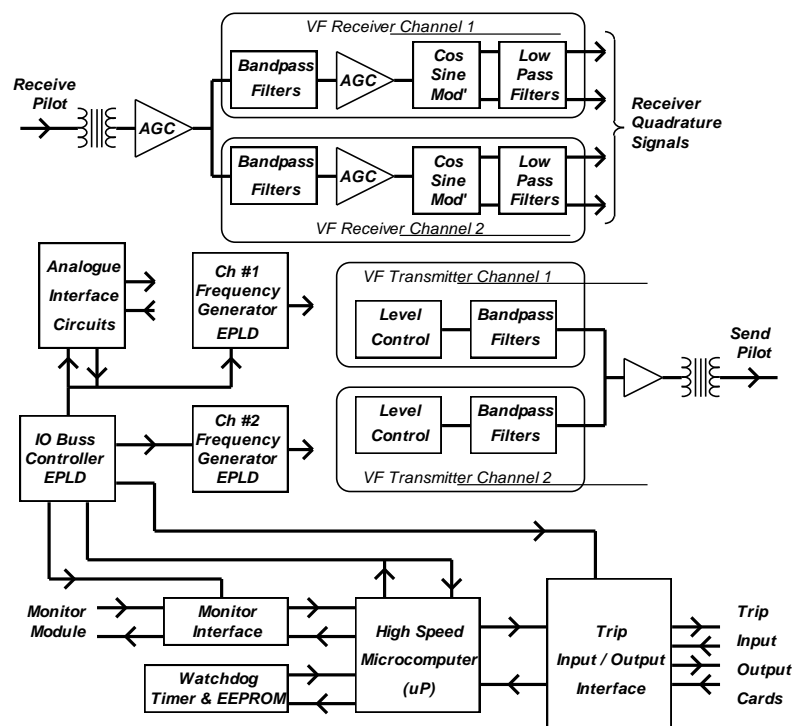 VF Receiver Channel 1
Receive
Pilot
AGC
Bandpass
Filters
AGC
Cos
Sine
Mod'
Low
Pass
Filters
Receiver
Quadrature
Signals
Bandpass
Filters
AGC
Cos
Sine
Mod'
Low
Pass
Filters
VF Receiver Channel 2
Analogue
Interface
Circuits
Ch #1
Frequency
Generator
EPLD
VF Transmitter Channel 1
Level
Control
Bandpass
Filters
Send
Pilot
IO Buss
Controller
EPLD
Ch #2
Frequency
Generator
EPLD
Level
Control
Bandpass
Filters
VF Transmitter Channel 2
Monitor
Module
Monitor
Interface
High Speed
Microcomputer
(uP)
Trip
Input / Output
Interface
Trip
Input
Output
Cards
Watchdog
Timer & EEPROM